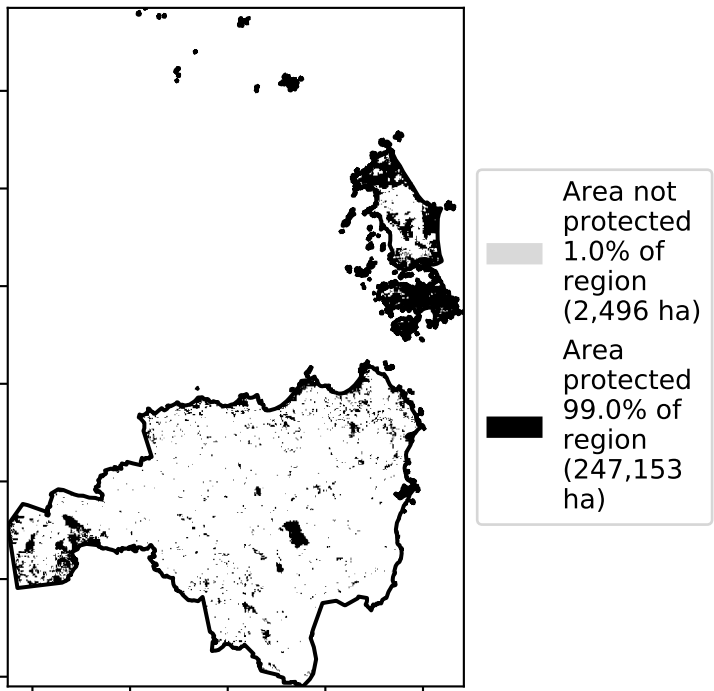 Area not
protected
1.0% of
region
(2,496 ha)
Area
protected
99.0% of
region
(247,153
ha)